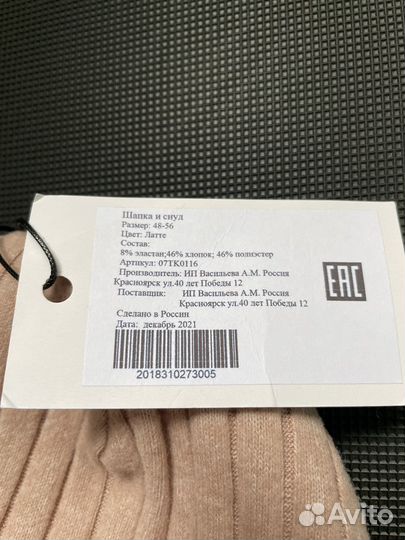 Шапка и снуд
Размер: 48-56
Цвет: Латте
Состав:
8% эластан;46% хлопок; 46% полиэстер
Артикул: 07ТК0116
Производитель: ИП Васильева А.М. Россия
Красноярск ул.40 лет Победы 12
Поставщик: ИП Васильева А.М. Россия
Красноярск ул.40 лет Победы 12
Сделано в России
Дата: декабрь 2021
2018310273005
EAC
Avito